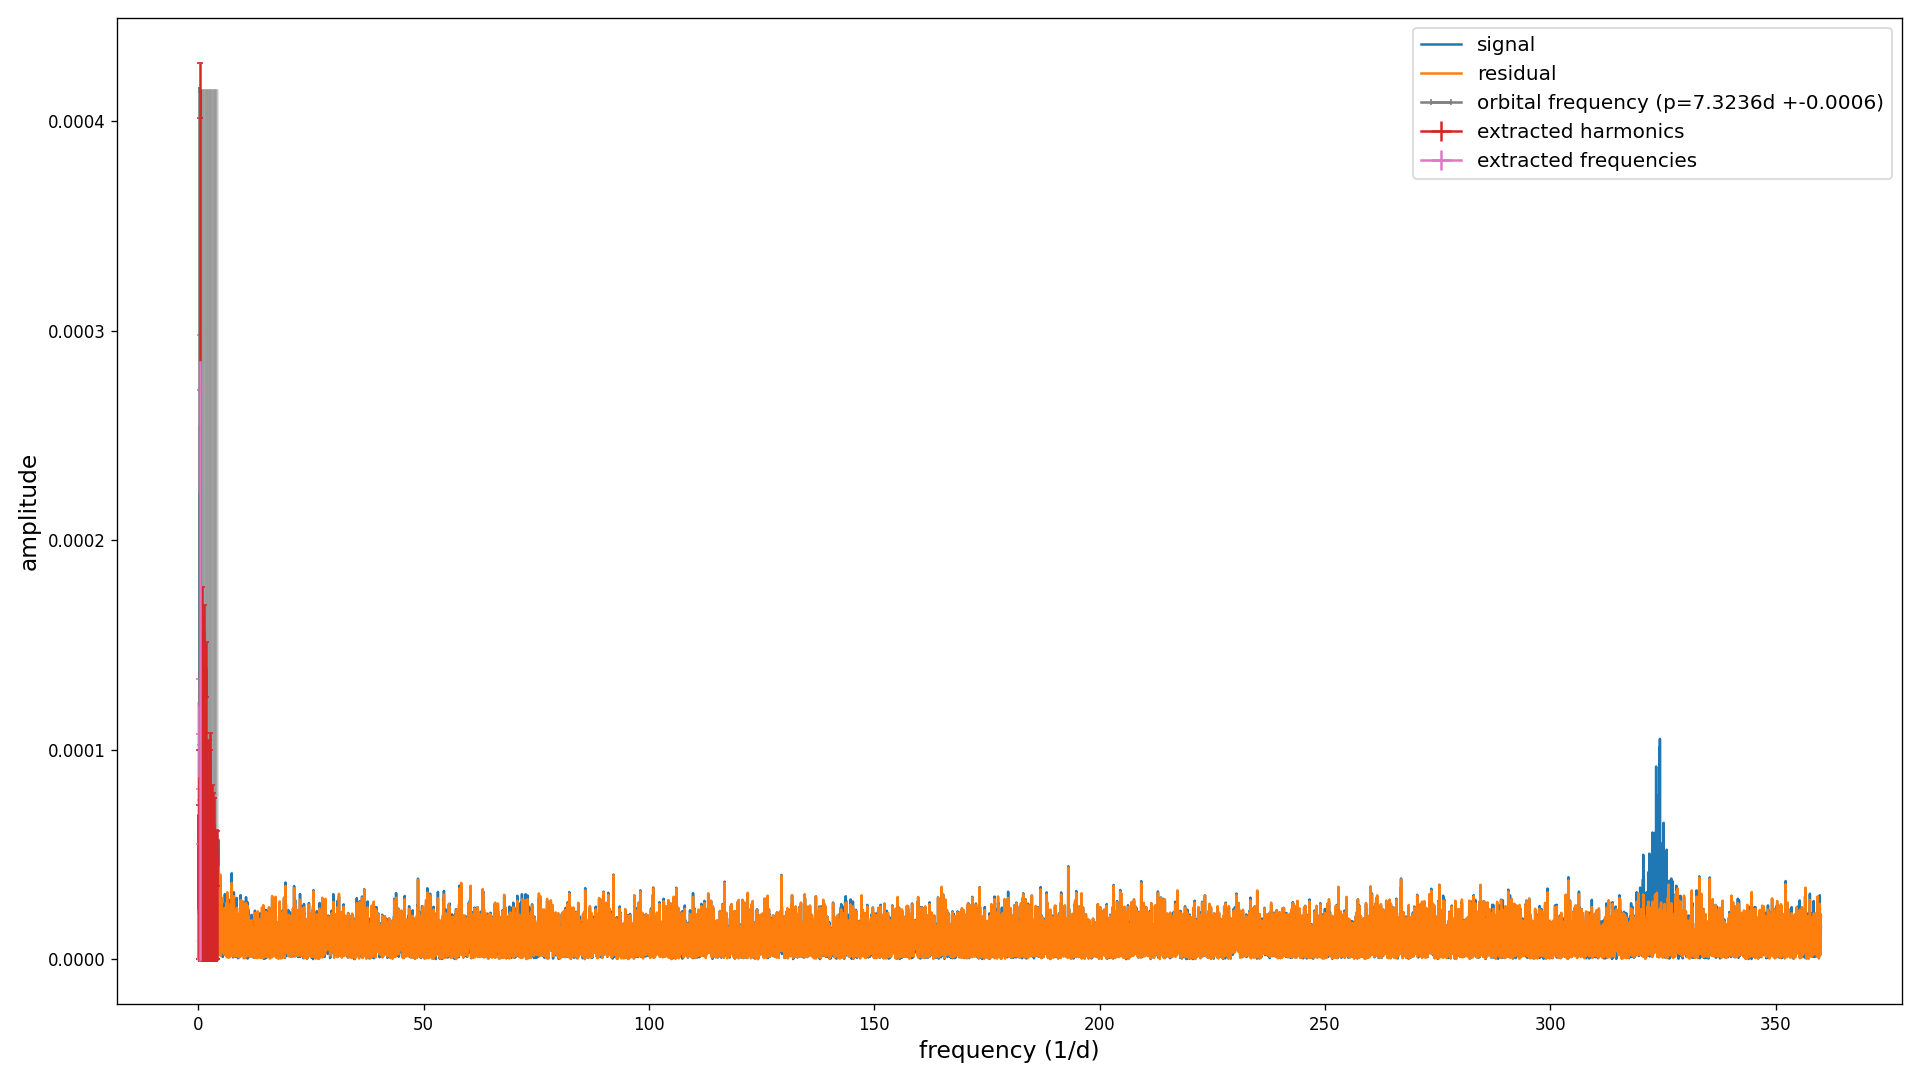 signal
residual
orbital frequency (p=7.3236d +-0.0006)
extracted harmonics
extracted frequencies
amplitude
0.0004
0.0003
0.0002
0.0001
0.0000
0 50 100 150 200 250 300 350
frequency (1/d)